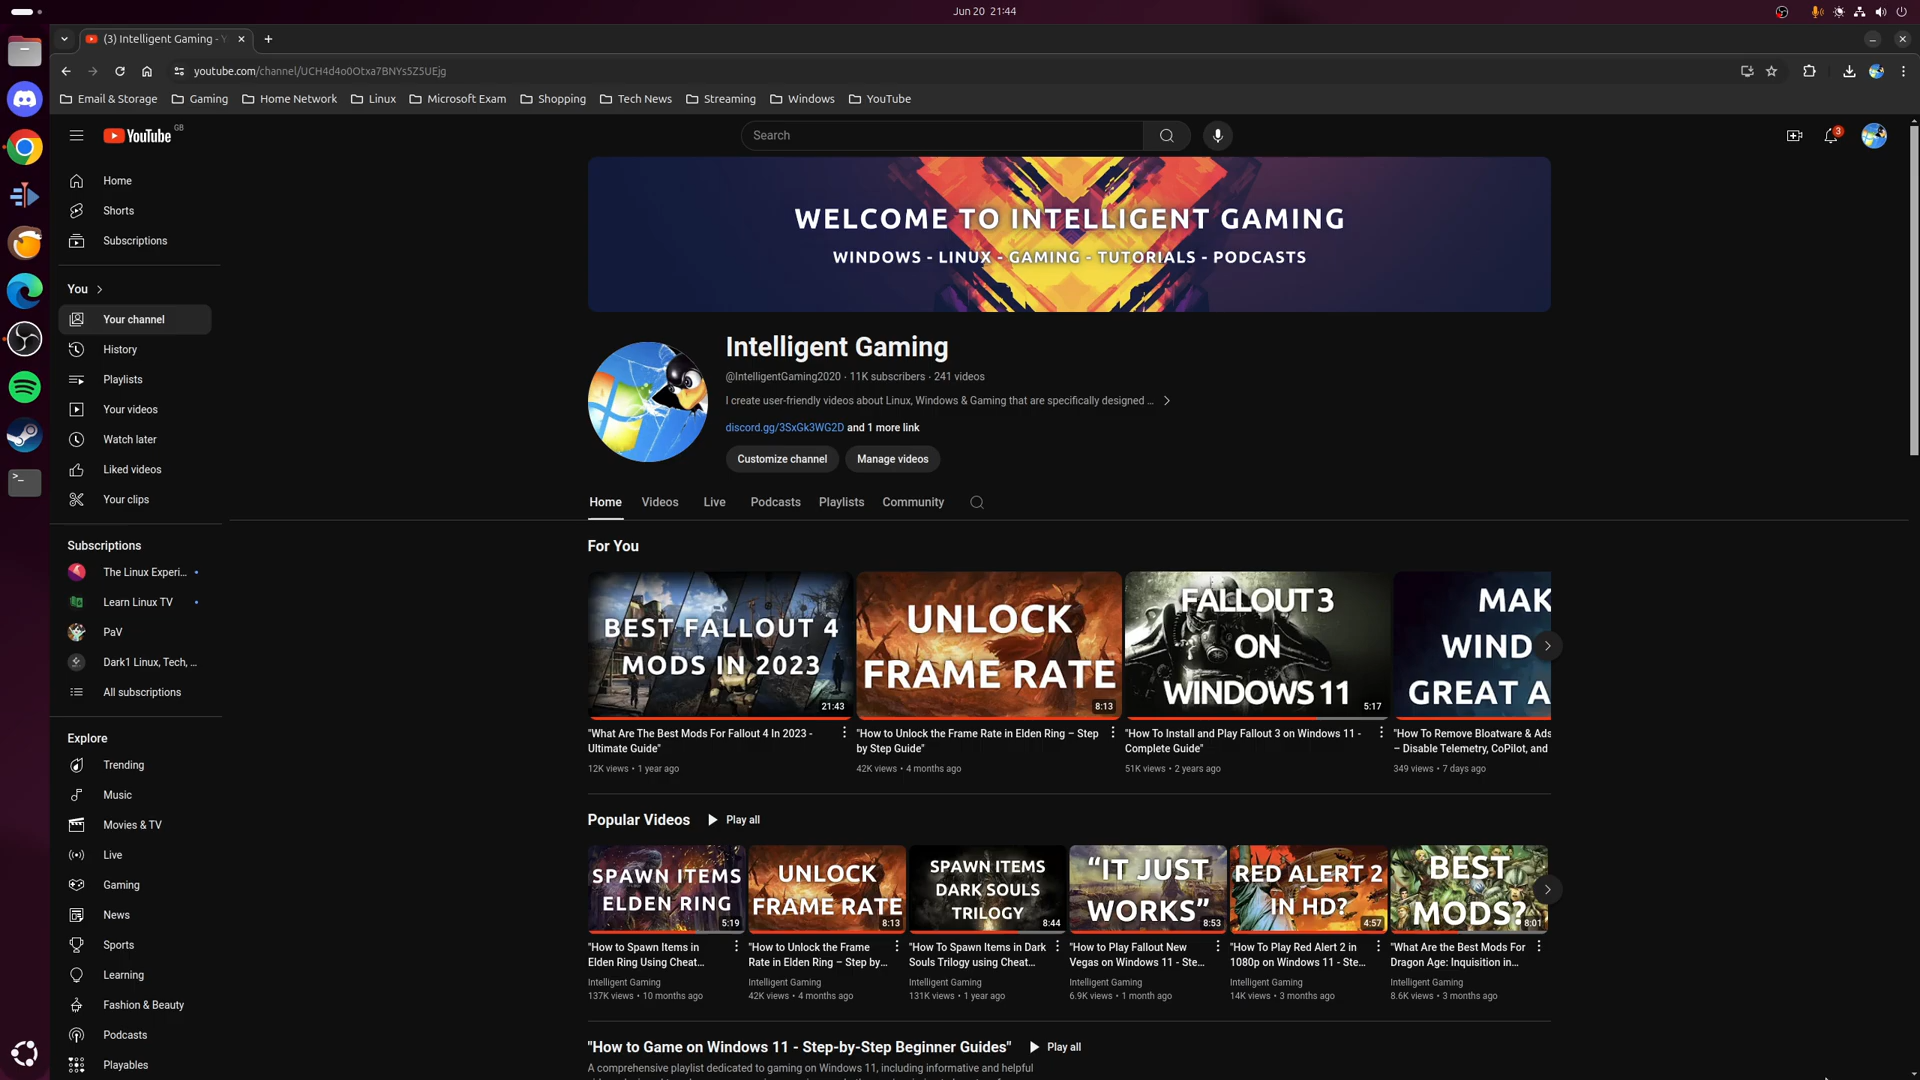 Jun 20 21:44
(3) Intelligent Gaming - Y
youtube.com/channel/UCH4d4o0Otxa7BNYs5Z5UEjg
Email & Storage
Gaming
Home Network
Linux
Microsoft Exam
Shopping
Tech News
Streaming
Windows
YouTube
YouTube GB
Search
3
Home
Shorts
Subscriptions
You
Your channel
History
Playlists
Your videos
Watch later
Liked videos
Your clips
Subscriptions
The Linux Experi...
Learn Linux TV
PaV
Dark1 Linux, Tech, ...
All subscriptions
Explore
Trending
Music
Movies & TV
Live
Gaming
News
Sports
Learning
Fashion & Beauty
Podcasts
Playables
WELCOME TO INTELLIGENT GAMING
WINDOWS - LINUX - GAMING - TUTORIALS - PODCASTS
Intelligent Gaming
@IntelligentGaming2020 · 11K subscribers · 241 videos
I create user-friendly videos about Linux, Windows & Gaming that are specifically designed ...
discord.gg/3SxGk3WG2D and 1 more link
Customize channel
Manage videos
Home
Videos
Live
Podcasts
Playlists
Community
For You
BEST FALLOUT 4
MODS IN 2023
21:43
"What Are The Best Mods For Fallout 4 In 2023 -
Ultimate Guide"
12K views • 1 year ago
UNLOCK
FRAME RATE
8:13
"How to Unlock the Frame Rate in Elden Ring – Step
by Step Guide"
42K views • 4 months ago
FALLOUT 3
ON
WINDOWS 11
5:17
"How To Install and Play Fallout 3 on Windows 11 -
Complete Guide"
51K views • 2 years ago
MAK
WIND
GREAT A
"How To Remove Bloatware & Ads
– Disable Telemetry, CoPilot, and
349 views • 7 days ago
Popular Videos
Play all
SPAWN ITEMS
ELDEN RING
5:19
"How to Spawn Items in
Elden Ring Using Cheat...
Intelligent Gaming
137K views • 10 months ago
UNLOCK
FRAME RATE
8:13
"How to Unlock the Frame
Rate in Elden Ring – Step by...
Intelligent Gaming
42K views • 4 months ago
SPAWN ITEMS
DARK SOULS
TRILOGY
8:44
"How To Spawn Items in Dark
Souls Trilogy using Cheat...
Intelligent Gaming
131K views • 1 year ago
"IT JUST
WORKS"
8:53
"How to Play Fallout New
Vegas on Windows 11 - Ste...
Intelligent Gaming
6.9K views • 1 month ago
RED ALERT 2
IN HD?
4:57
"How To Play Red Alert 2 in
1080p on Windows 11 - Ste...
Intelligent Gaming
14K views • 3 months ago
BEST
MODS?
8:01
"What Are the Best Mods For
Dragon Age: Inquisition in...
Intelligent Gaming
8.6K views • 3 months ago
"How to Game on Windows 11 - Step-by-Step Beginner Guides"
Play all
A comprehensive playlist dedicated to gaming on Windows 11, including informative and helpful